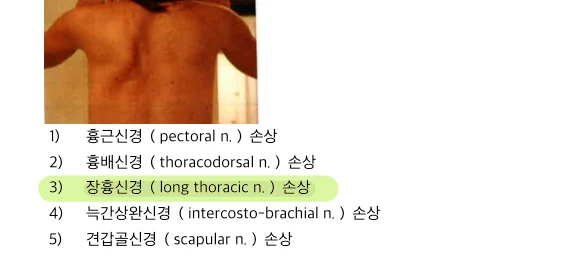 1) 흉근신경 ( pectoral n. ) 손상
2) 흉배신경 ( thoracodorsal n. ) 손상
3) 장흉신경 ( long thoracic n. ) 손상
4) 늑간상완신경 ( intercosto-brachial n. ) 손상
5) 견갑골신경 ( scapular n. ) 손상